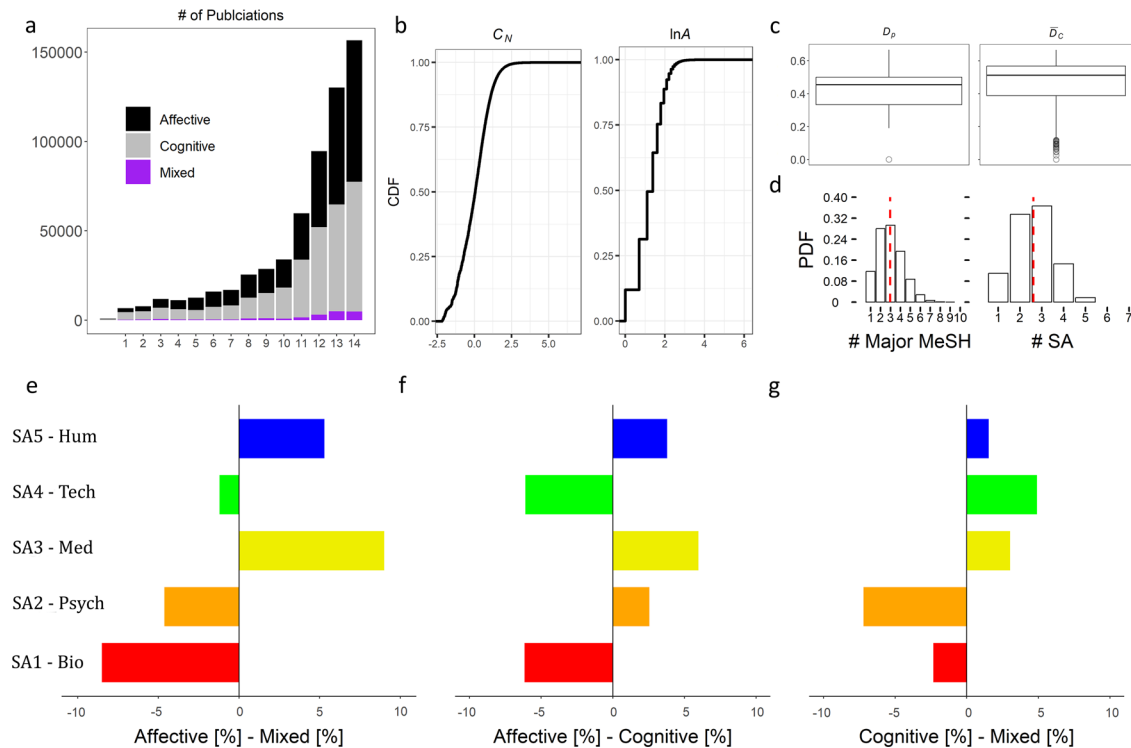 a
# of Publciations
150000
100000
50000
0
Affective
Cognitive
Mixed
1 2 3 4 5 6 7 8 9 10 11 12 13 14
b
C_N
lnA
CDF
1.00
0.75
0.50
0.25
0.00
-2.5 0.0 2.5 5.0
1.00
0.75
0.50
0.25
0.00
0 2 4 6
c
D_p
D̅_C
0.6
0.4
0.2
0.0
d
PDF
0.40
0.32
0.24
0.16
0.08
0
1 2 3 4 5 6 7 8 9 10
# Major MeSH
1 2 3 4 5 6 7
# SA
e
f
g
SA5 - Hum
SA4 - Tech
SA3 - Med
SA2 - Psych
SA1 - Bio
-10 -5 0 5 10
Affective [%] - Mixed [%]
-10 -5 0 5 10
Affective [%] - Cognitive [%]
-10 -5 0 5 10
Cognitive [%] - Mixed [%]